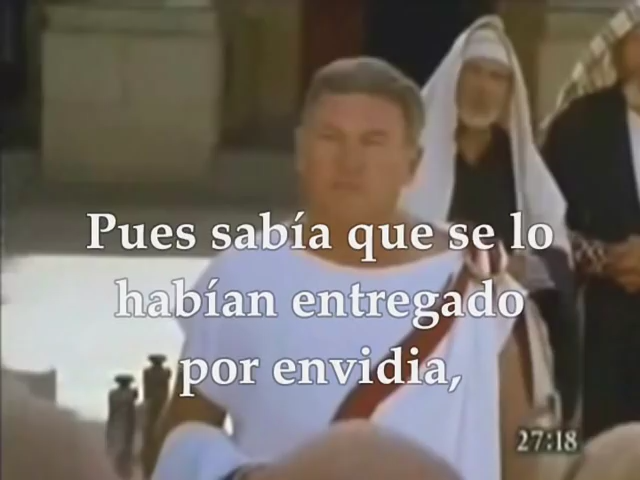 Pues sabía que se lo
habían entregado
por envidia,
27:18